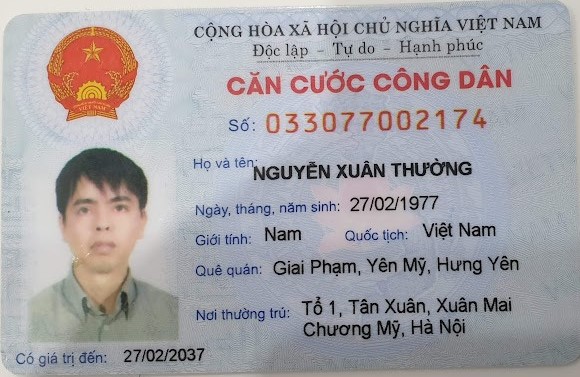 CỘNG HÒA XÃ HỘI CHỦ NGHĨA VIỆT NAM
Độc lập - Tự do - Hạnh phúc
CĂN CƯỚC CÔNG DÂN
Số: 033077002174
Họ và tên: NGUYỄN XUÂN THƯỜNG
Ngày, tháng, năm sinh: 27/02/1977
Giới tính: Nam Quốc tịch: Việt Nam
Quê quán: Giai Phạm, Yên Mỹ, Hưng Yên
Nơi thường trú: Tổ 1, Tân Xuân, Xuân Mai
Chương Mỹ, Hà Nội
Có giá trị đến: 27/02/2037